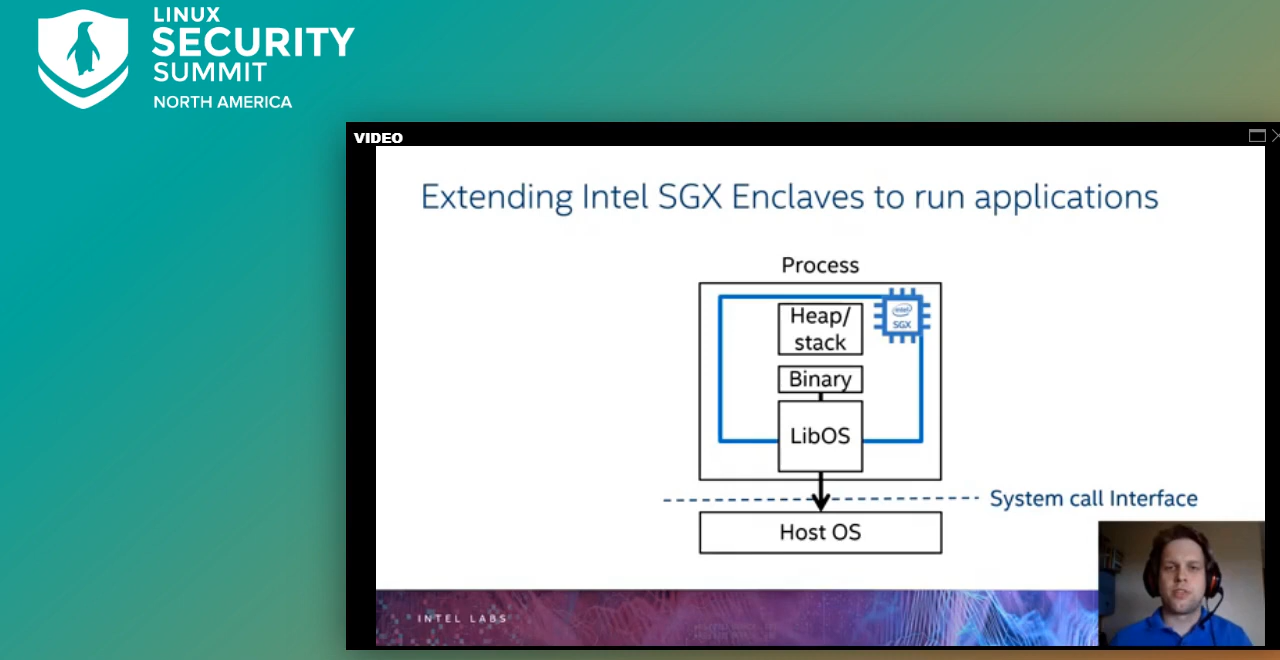 LINUX
SECURITY
SUMMIT
NORTH AMERICA
VIDEO
Extending Intel SGX Enclaves to run applications
Process
Heap/
stack
intel
SGX
Binary
LibOS
System call Interface
Host OS
INTEL LABS